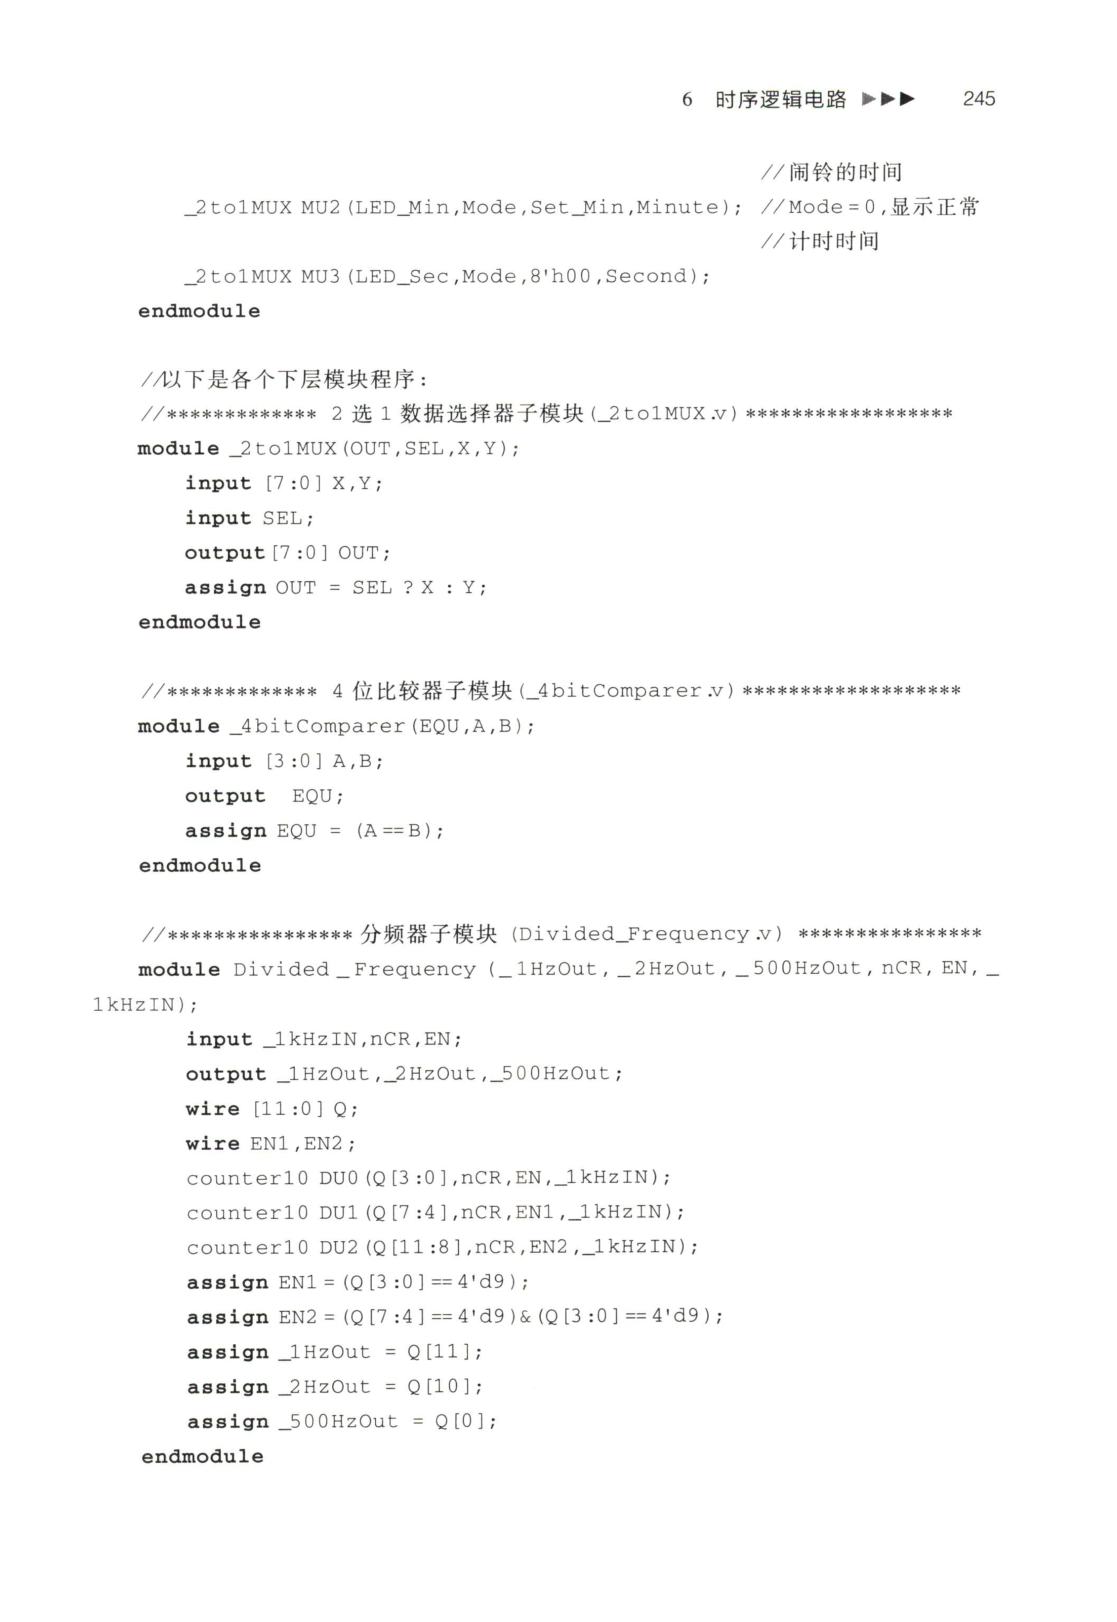 6 时序逻辑电路 ▶▶▶ 245
//闹铃的时间
_2to1MUX MU2(LED_Min,Mode,Set_Min,Minute); //Mode=0,显示正常
//计时时间
_2to1MUX MU3(LED_Sec,Mode,8'h00,Second);
endmodule
//以下是各个下层模块程序:
//************* 2选1数据选择器子模块(_2to1MUX.v)******************
module _2to1MUX(OUT,SEL,X,Y);
input [7:0] X,Y;
input SEL;
output[7:0] OUT;
assign OUT = SEL ? X : Y;
endmodule
//************* 4位比较器子模块(_4bitComparer.v)*******************
module _4bitComparer(EQU,A,B);
input [3:0] A,B;
output EQU;
assign EQU = (A==B);
endmodule
//****************分频器子模块 (Divided_Frequency.v) ****************
module Divided_Frequency (_1HzOut, _2HzOut, _500HzOut, nCR, EN, _
1kHzIN);
input _1kHzIN,nCR,EN;
output _1HzOut,_2HzOut,_500HzOut;
wire [11:0] Q;
wire EN1,EN2;
counter10 DU0(Q[3:0],nCR,EN,_1kHzIN);
counter10 DU1(Q[7:4],nCR,EN1,_1kHzIN);
counter10 DU2(Q[11:8],nCR,EN2,_1kHzIN);
assign EN1=(Q[3:0]==4'd9);
assign EN2=(Q[7:4]==4'd9)&(Q[3:0]==4'd9);
assign _1HzOut = Q[11];
assign _2HzOut = Q[10];
assign _500HzOut = Q[0];
endmodule